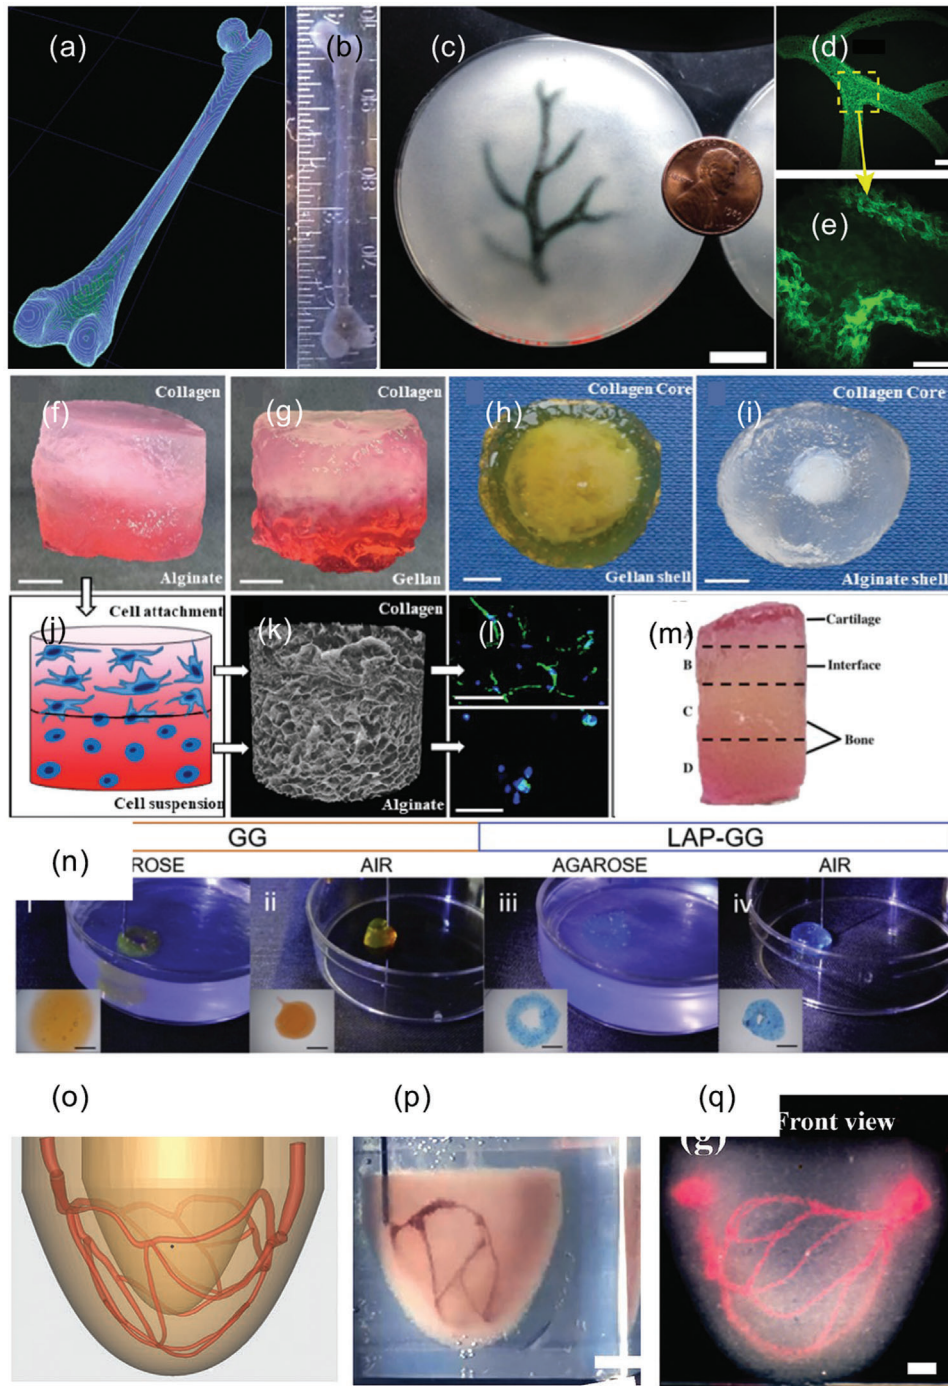 (a)
(b)
(c)
(d)
(e)
Collagen
(f)
Alginate
Collagen
(g)
Gellan
Collagen Core
(h)
Gellan shell
Collagen Core
(i)
Alginate shell
Cell attachment
(j)
Cell suspension
Collagen
(k)
Alginate
(l)
(m)
A
B
C
D
Cartilage
Interface
Bone
GG
LAP-GG
(n)
ROSE
AIR
AGAROSE
AIR
i
ii
iii
iv
(o)
(p)
(q)
(g)
Front view